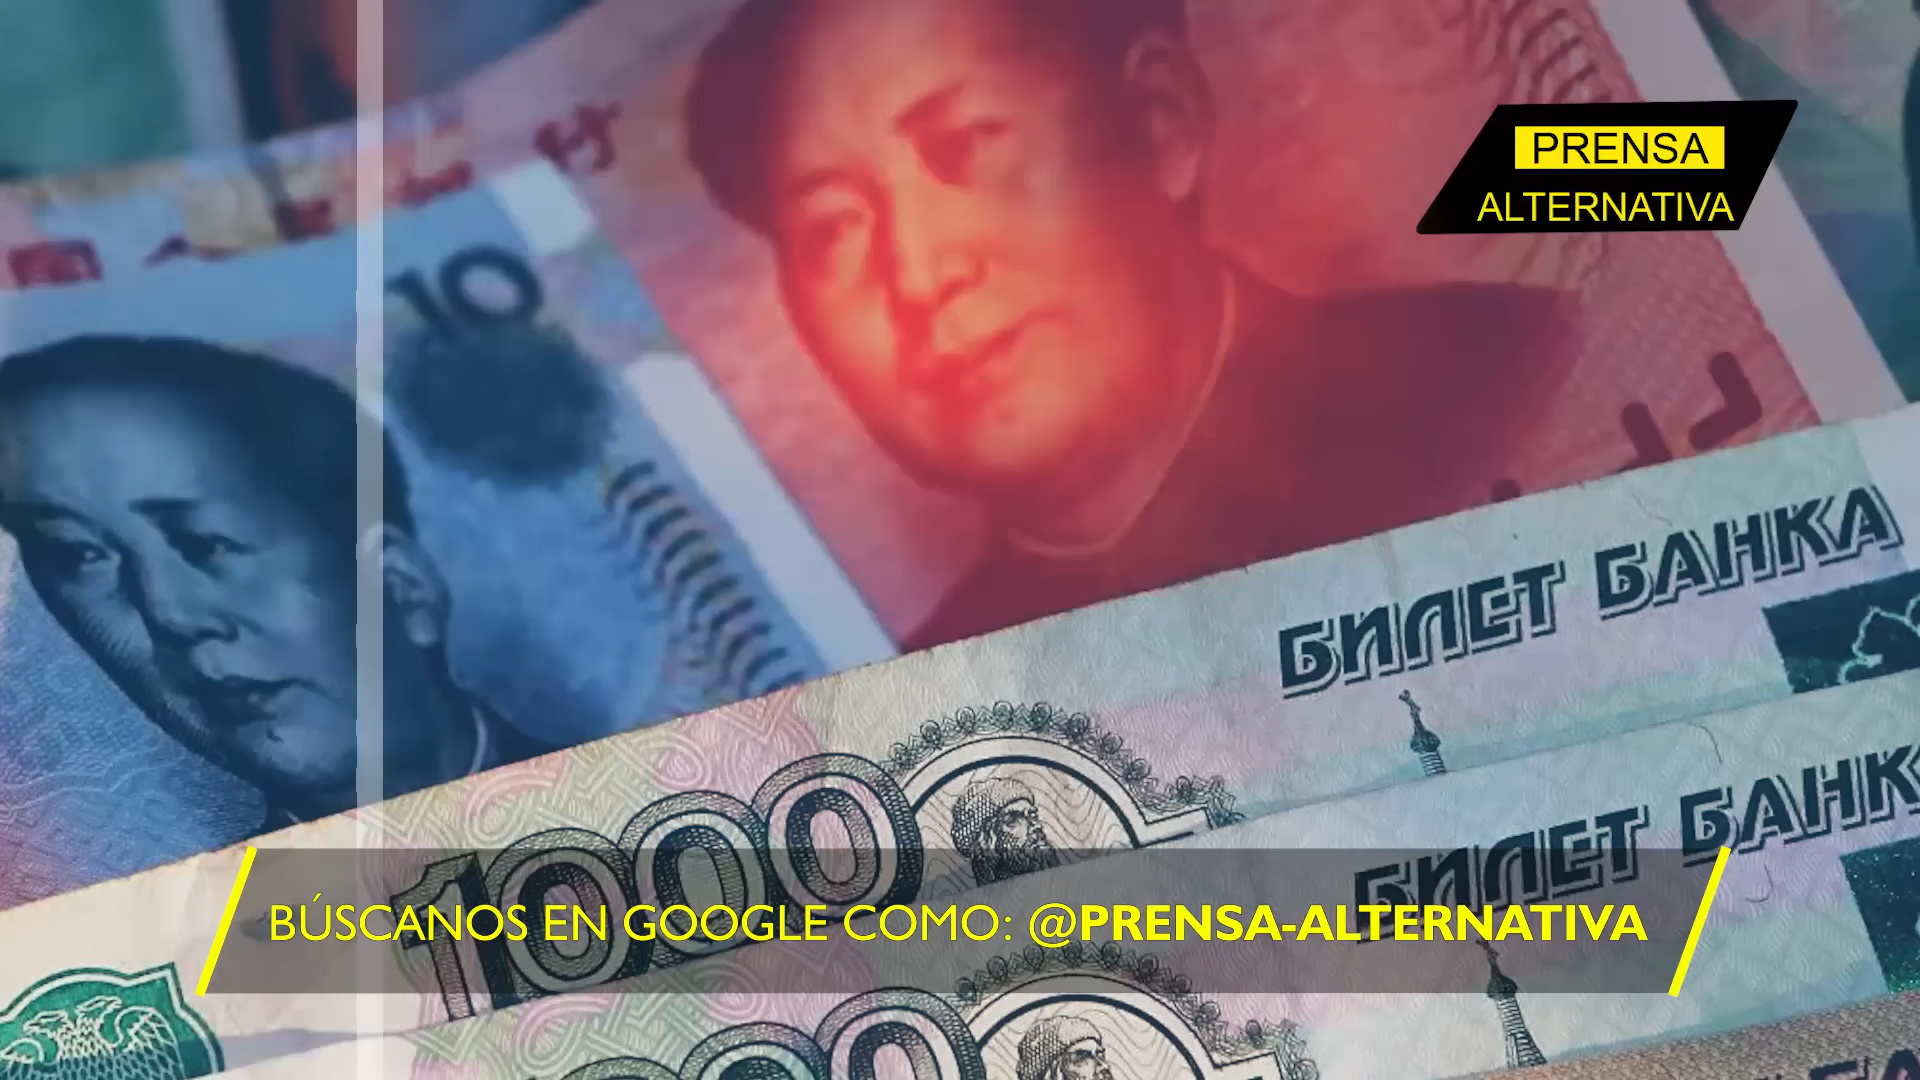 PRENSA
ALTERNATIVA
10
БИЛЕТ БАНКА
1000
БИЛЕТ БАНК
BÚSCANOS EN GOOGLE COMO: @PRENSA-ALTERNATIVA